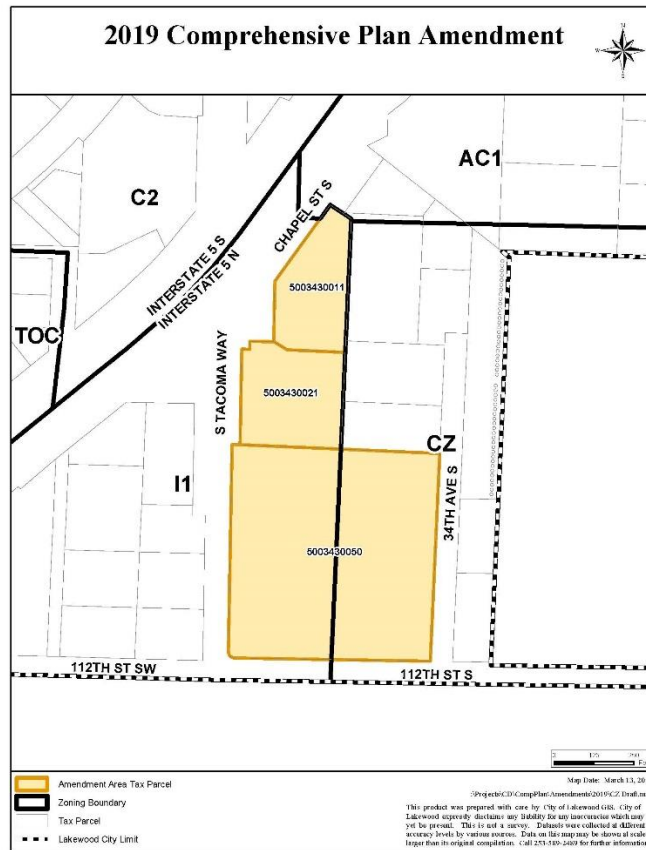 2019 Comprehensive Plan Amendment
N
AC1
C2
CHAPEL ST S
INTERSTATE 5 S
INTERSTATE 5 N
5003430011
TOC
S TACOMA WAY
5003430021
CZ
I1
34TH AVE S
5003430050
112TH ST SW
112TH ST S
0 125 250
Amendment Area Tax Parcel
Zoning Boundary
Tax Parcel
Lakewood City Limit
Map Date: March 13, 20
This product was prepared with care by City of Lakewood GIS. City of
Lakewood expressly disclaims any liability for any inaccuracies which may
yet be present. This is not a survey. Datasets were collected at different
accuracy levels by various sources. Data on this map may be shown at scales
larger than its original compilation. Call 253-589-2489 for further information